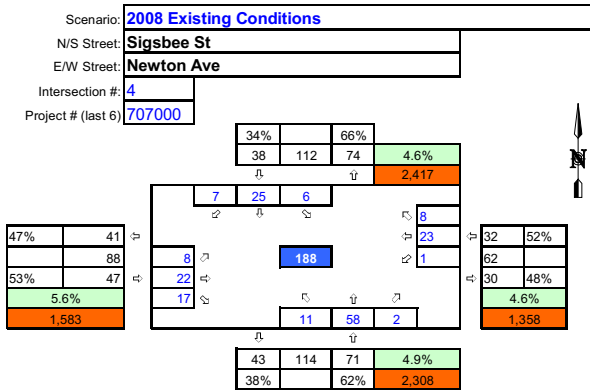 Scenario: 2008 Existing Conditions
N/S Street: Sigsbee St
E/W Street: Newton Ave
Intersection #: 4
Project # (last 6) 707000
N
34% 66%
38 112 74 4.6%
2,417
7 25 6
8
47% 41 23 32 52%
88 8 188 1 62
53% 47 22 30 48%
5.6% 17 4.6%
1,583 11 58 2 1,358
43 114 71 4.9%
38% 62% 2,308